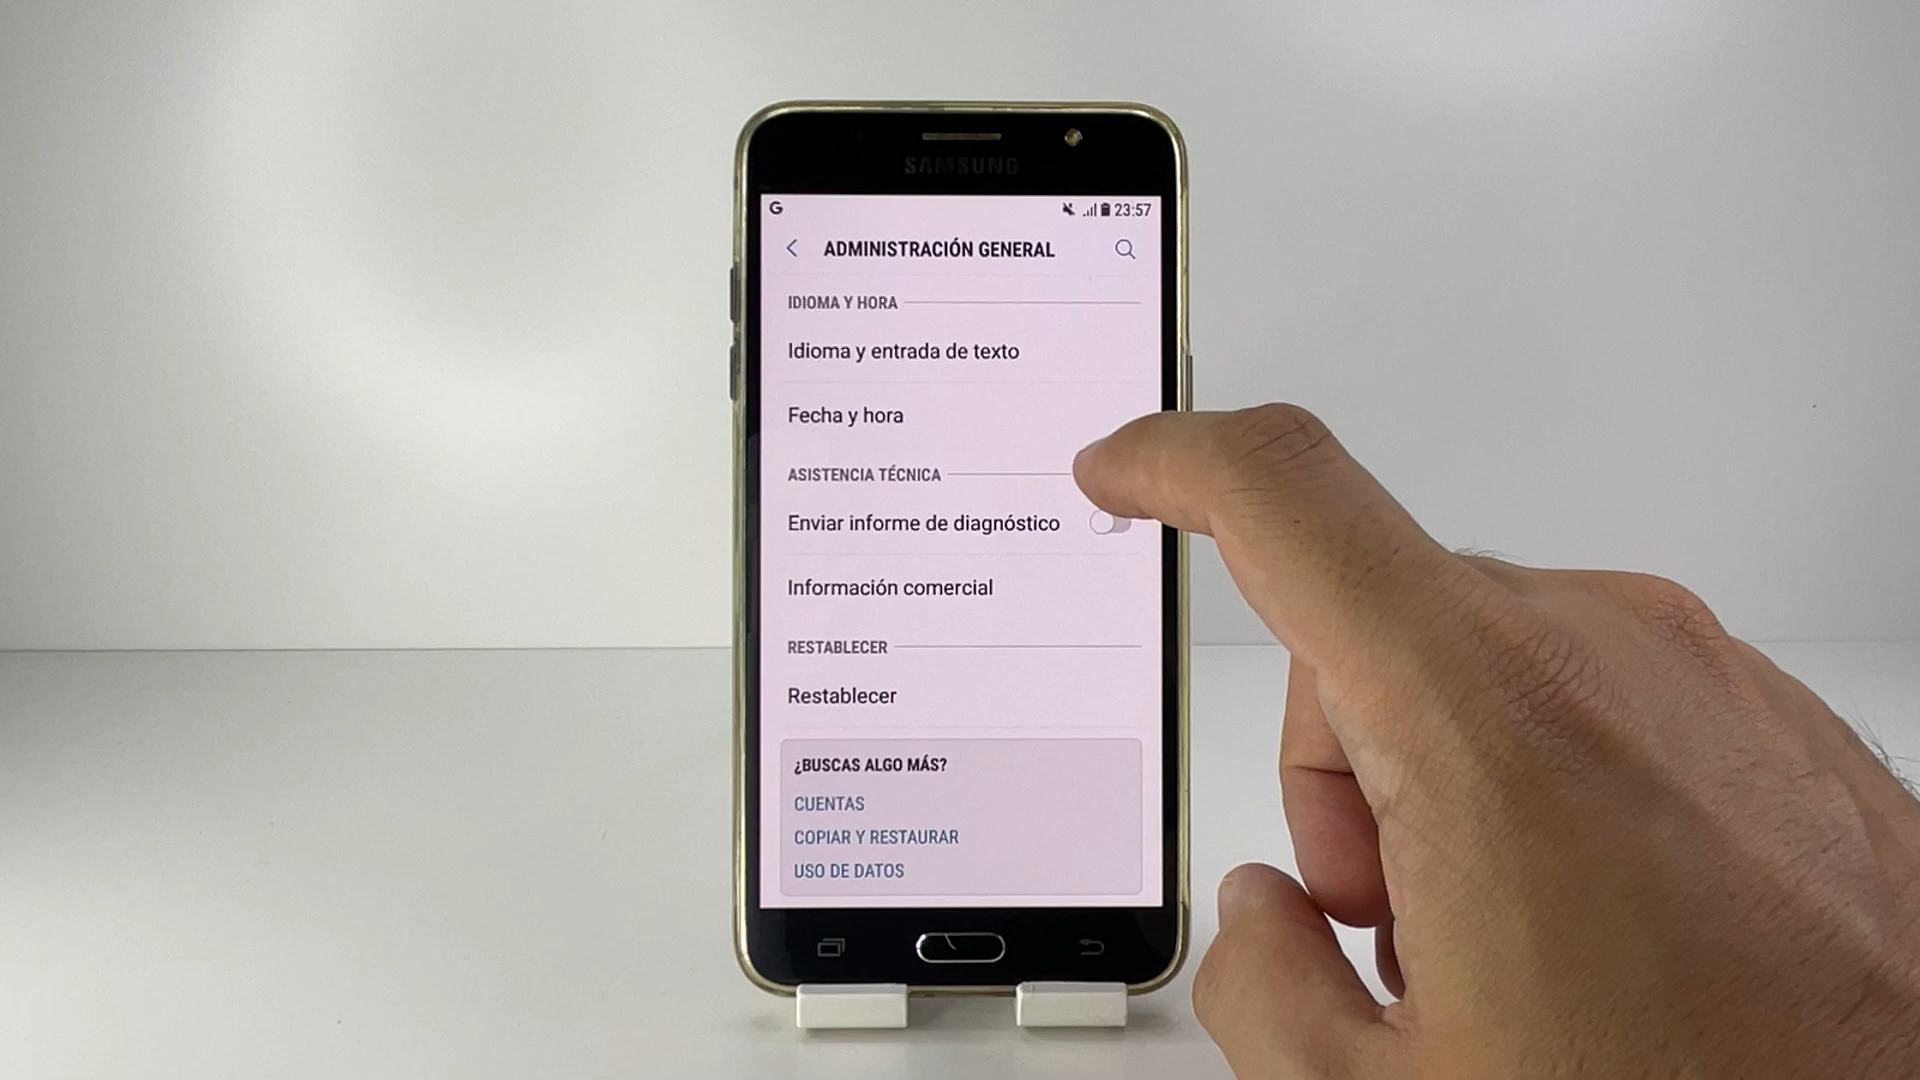 SAMSUNG
G 23:57
ADMINISTRACIÓN GENERAL
IDIOMA Y HORA
Idioma y entrada de texto
Fecha y hora
ASISTENCIA TÉCNICA
Enviar informe de diagnóstico
Información comercial
RESTABLECER
Restablecer
¿BUSCAS ALGO MÁS?
CUENTAS
COPIAR Y RESTAURAR
USO DE DATOS